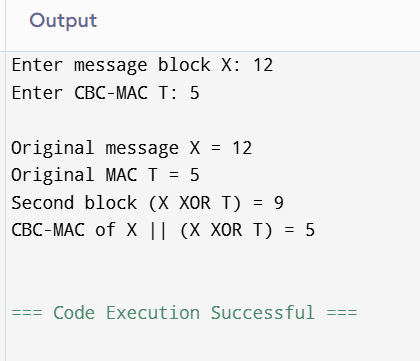 Output
Enter message block X: 12
Enter CBC-MAC T: 5
Original message X = 12
Original MAC T = 5
Second block (X XOR T) = 9
CBC-MAC of X || (X XOR T) = 5
=== Code Execution Successful ===